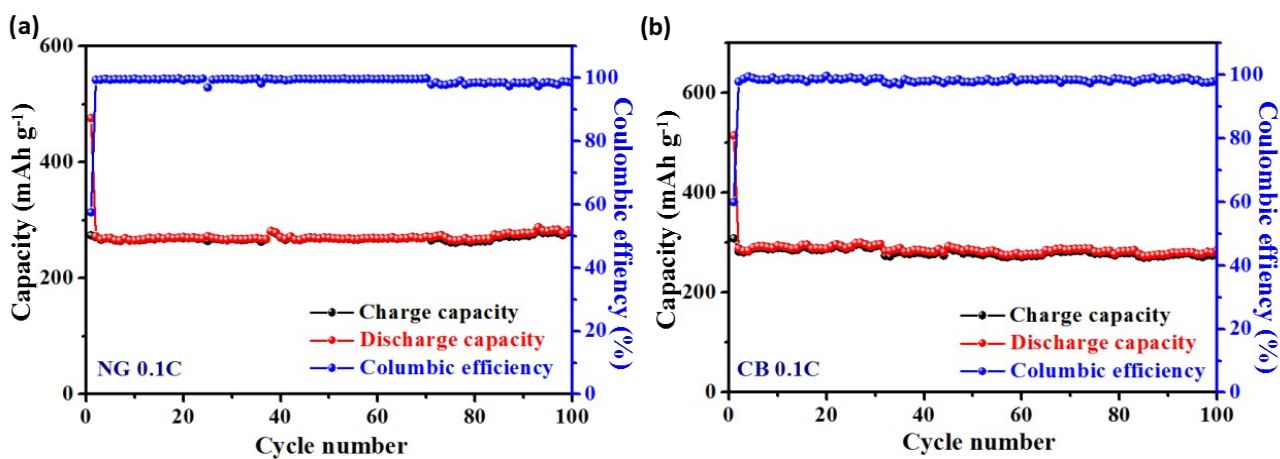 (a)
600
400
200
0
Capacity (mAh g⁻¹)
100
80
60
40
20
0
Coulombic effiency (%)
Charge capacity
Discharge capacity
Columbic efficiency
NG 0.1C
0 20 40 60 80 100
Cycle number
(b)
600
400
200
0
Capacity (mAh g⁻¹)
100
80
60
40
20
0
Coulombic effiency (%)
Charge capacity
Discharge capacity
Columbic efficiency
CB 0.1C
0 20 40 60 80 100
Cycle number